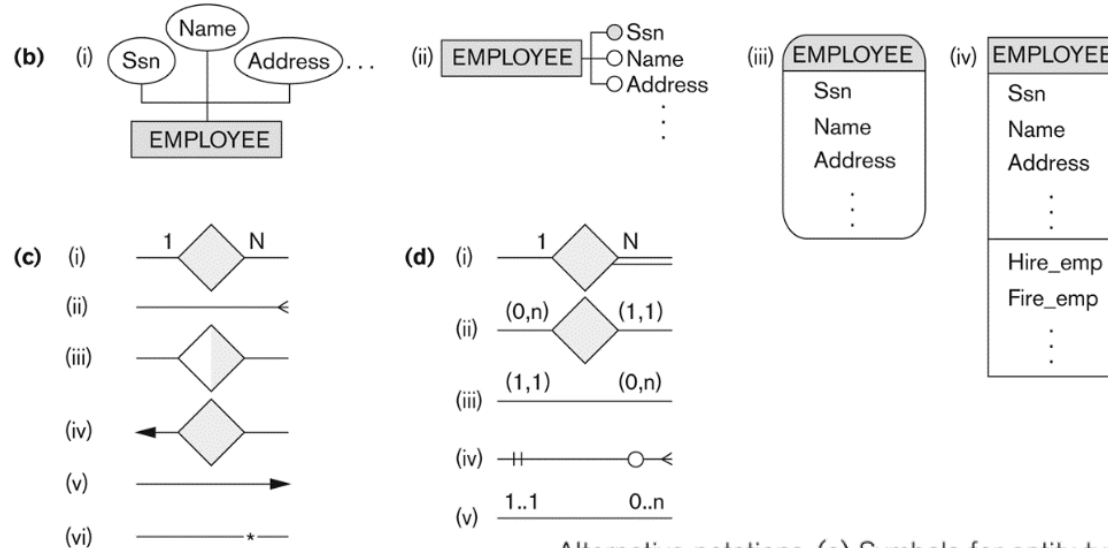 (b) (i) Ssn Name Address ...
EMPLOYEE
(ii) EMPLOYEE Ssn
Name
Address
(iii) EMPLOYEE
Ssn
Name
Address
(iv) EMPLOYEE
Ssn
Name
Address
Hire_emp
Fire_emp
(c) (i) 1 N
(ii)
(iii)
(iv)
(v)
(vi) *
(d) (i) 1 N
(ii) (0,n) (1,1)
(iii) (1,1) (0,n)
(iv)
(v) 1..1 0..n